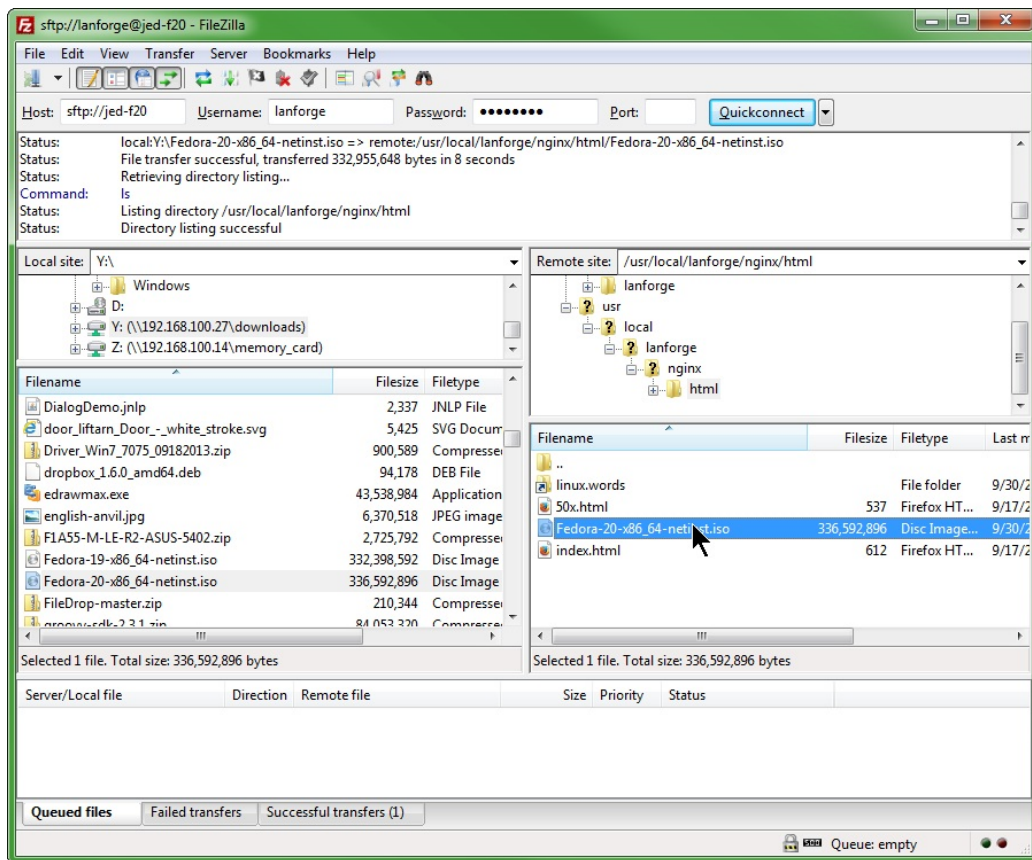 sftp://lanforge@jed-f20 - FileZilla
File Edit View Transfer Server Bookmarks Help
Host: sftp://jed-f20 Username: lanforge Password: ●●●●●●●● Port: Quickconnect
Status: local:Y:\Fedora-20-x86_64-netinst.iso => remote:/usr/local/lanforge/nginx/html/Fedora-20-x86_64-netinst.iso
Status: File transfer successful, transferred 332,955,648 bytes in 8 seconds
Status: Retrieving directory listing...
Command: ls
Status: Listing directory /usr/local/lanforge/nginx/html
Status: Directory listing successful
Local site: Y:\
Windows
D:
Y: (\\192.168.100.27\downloads)
Z: (\\192.168.100.14\memory_card)
Filename Filesize Filetype
DialogDemo.jnlp 2,337 JNLP File
door_liftarn_Door_-_white_stroke.svg 5,425 SVG Docum
Driver_Win7_7075_09182013.zip 900,589 Compresse
dropbox_1.6.0_amd64.deb 94,178 DEB File
edrawmax.exe 43,538,984 Application
english-anvil.jpg 6,370,518 JPEG image
F1A55-M-LE-R2-ASUS-5402.zip 2,725,792 Compresse
Fedora-19-x86_64-netinst.iso 332,398,592 Disc Image
Fedora-20-x86_64-netinst.iso 336,592,896 Disc Image
FileDrop-master.zip 210,344 Compresse
groovy-sdk-2.3.1.zip 84,053,320 Compresse
Selected 1 file. Total size: 336,592,896 bytes
Remote site: /usr/local/lanforge/nginx/html
lanforge
usr
local
lanforge
nginx
html
Filename Filesize Filetype Last m
..
linux.words File folder 9/30/2
50x.html 537 Firefox HT... 9/17/2
Fedora-20-x86_64-netinst.iso 336,592,896 Disc Image... 9/30/2
index.html 612 Firefox HT... 9/17/2
Selected 1 file. Total size: 336,592,896 bytes
Server/Local file Direction Remote file Size Priority Status
Queued files Failed transfers Successful transfers (1)
Queue: empty